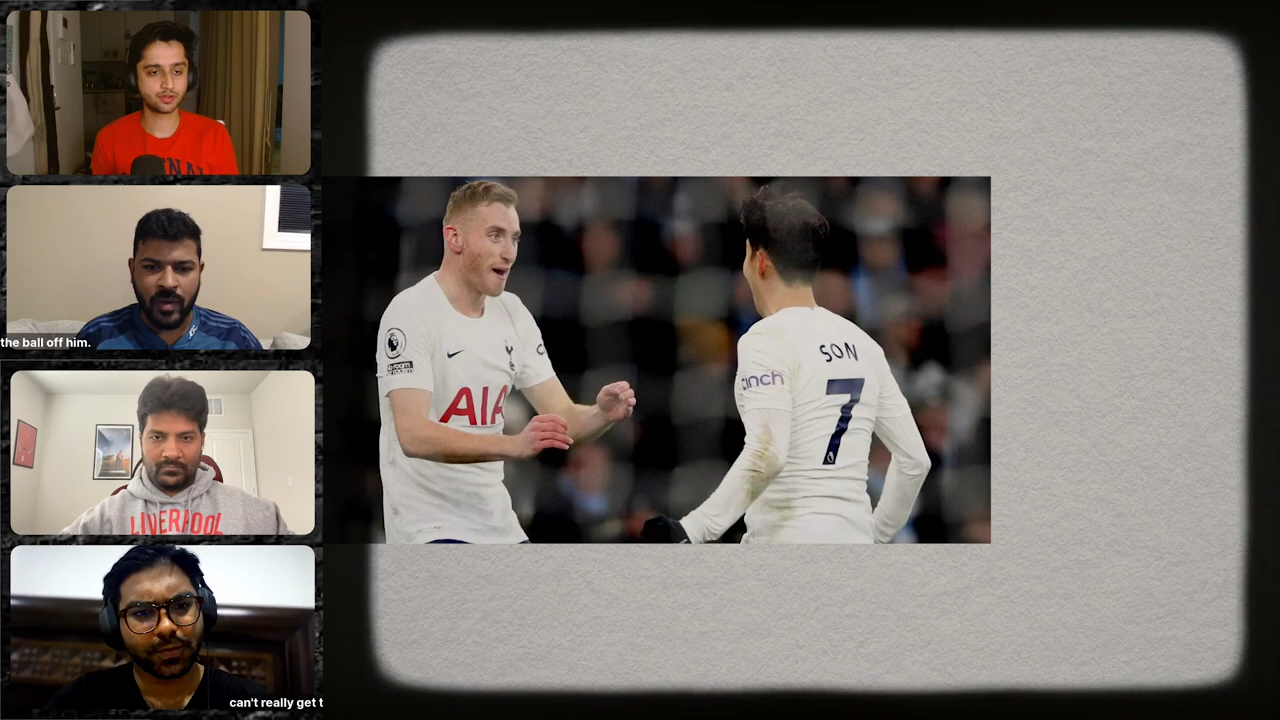 the ball off him.
LIVERPOOL
can't really get t
AIA
cinch
SON
7